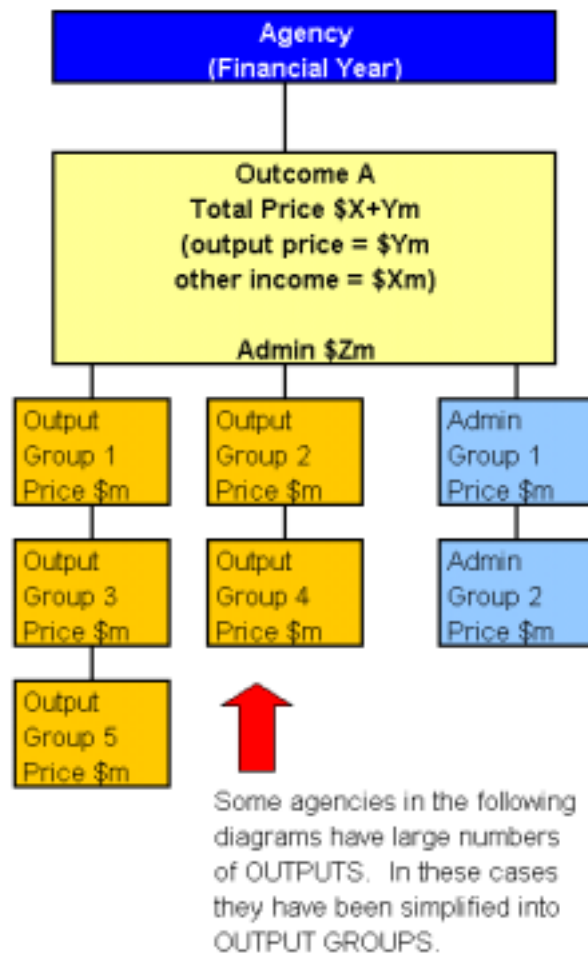 Agency
(Financial Year)
Outcome A
Total Price $X+Ym
(output price = $Ym
other income = $Xm)
Admin $Zm
Output
Group 1
Price $m
Output
Group 2
Price $m
Admin
Group 1
Price $m
Output
Group 3
Price $m
Output
Group 4
Price $m
Admin
Group 2
Price $m
Output
Group 5
Price $m
Some agencies in the following
diagrams have large numbers
of OUTPUTS.  In these cases
they have been simplified into
OUTPUT GROUPS.